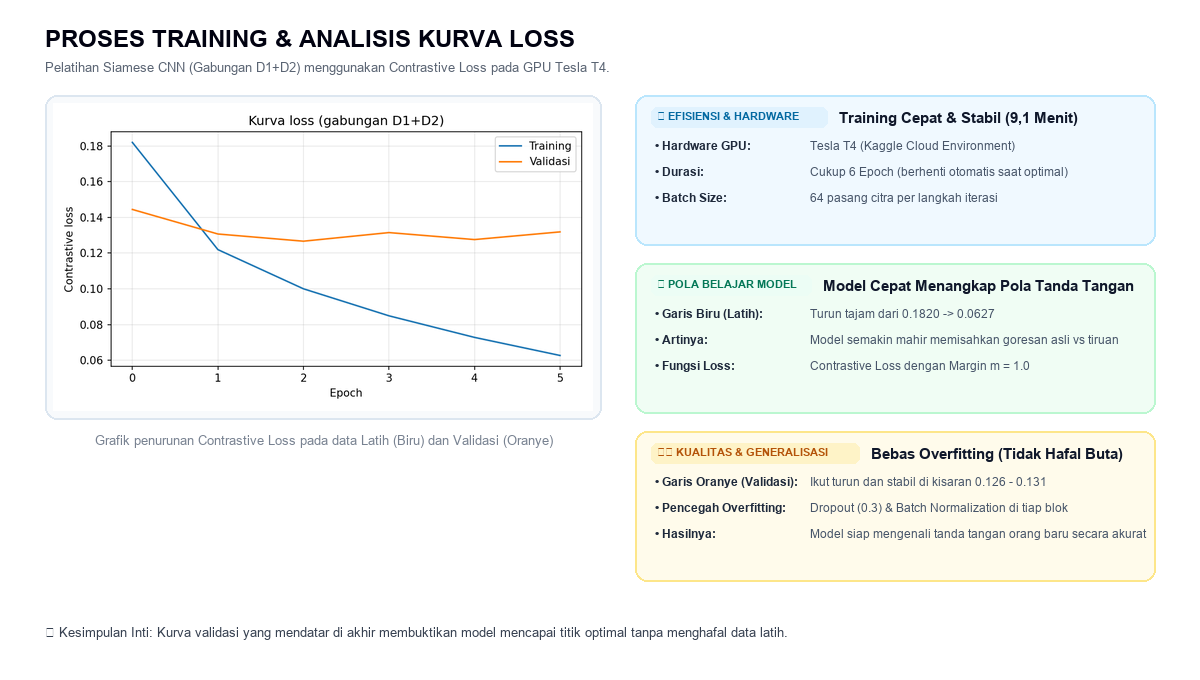 PROSES TRAINING & ANALISIS KURVA LOSS
Pelatihan Siamese CNN (Gabungan D1+D2) menggunakan Contrastive Loss pada GPU Tesla T4.
Kurva loss (gabungan D1+D2)
Training
Validasi
0.18
0.16
0.14
0.12
0.10
0.08
0.06
Contrastive loss
0 1 2 3 4 5
Epoch
Grafik penurunan Contrastive Loss pada data Latih (Biru) dan Validasi (Oranye)
EFISIENSI & HARDWARE Training Cepat & Stabil (9,1 Menit)
• Hardware GPU: Tesla T4 (Kaggle Cloud Environment)
• Durasi: Cukup 6 Epoch (berhenti otomatis saat optimal)
• Batch Size: 64 pasang citra per langkah iterasi
POLA BELAJAR MODEL Model Cepat Menangkap Pola Tanda Tangan
• Garis Biru (Latih): Turun tajam dari 0.1820 -> 0.0627
• Artinya: Model semakin mahir memisahkan goresan asli vs tiruan
• Fungsi Loss: Contrastive Loss dengan Margin m = 1.0
KUALITAS & GENERALISASI Bebas Overfitting (Tidak Hafal Buta)
• Garis Oranye (Validasi): Ikut turun dan stabil di kisaran 0.126 - 0.131
• Pencegah Overfitting: Dropout (0.3) & Batch Normalization di tiap blok
• Hasilnya: Model siap mengenali tanda tangan orang baru secara akurat
Kesimpulan Inti: Kurva validasi yang mendatar di akhir membuktikan model mencapai titik optimal tanpa menghafal data latih.